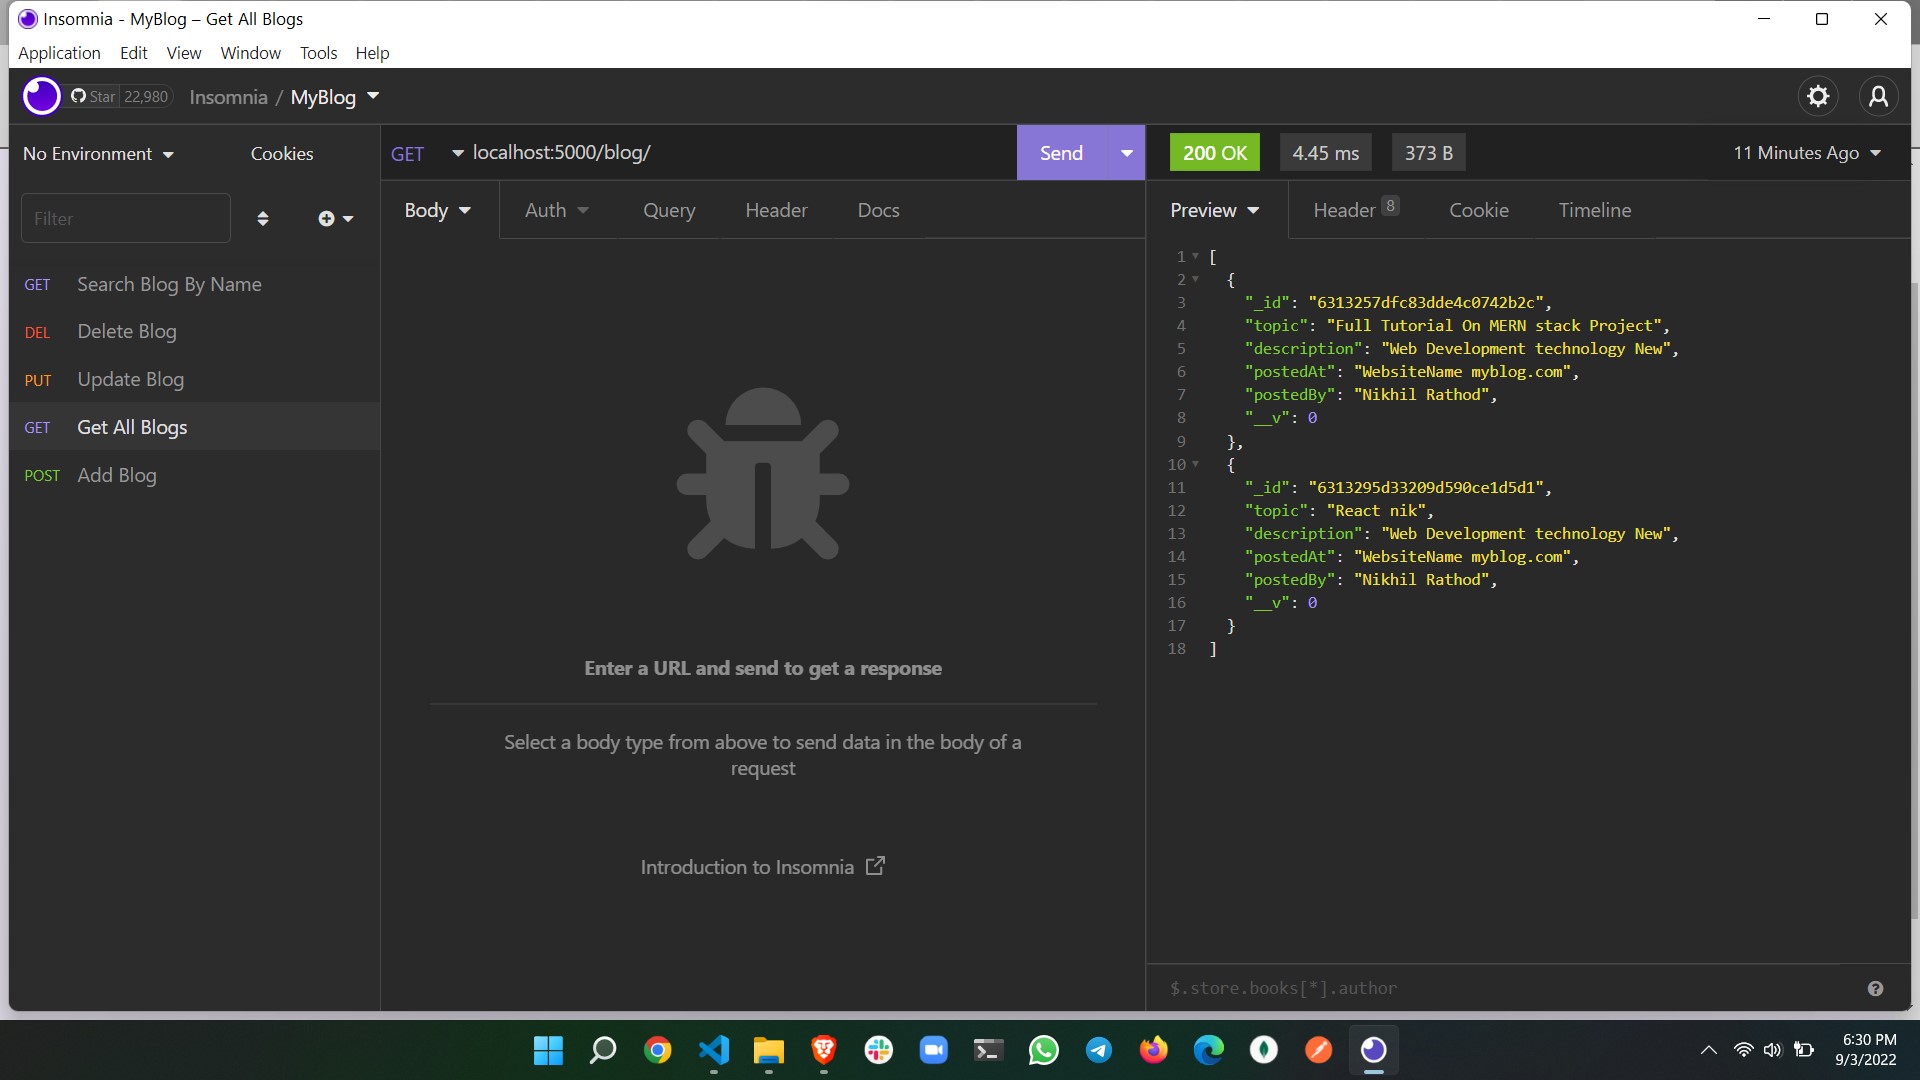 Insomnia - MyBlog – Get All Blogs
Application Edit View Window Tools Help
Star 22,980 Insomnia / MyBlog
No Environment Cookies
GET localhost:5000/blog/ Send
200 OK 4.45 ms 373 B 11 Minutes Ago
Filter
Body Auth Query Header Docs
Preview Header 8 Cookie Timeline
GET Search Blog By Name
DEL Delete Blog
PUT Update Blog
GET Get All Blogs
POST Add Blog
Enter a URL and send to get a response
Select a body type from above to send data in the body of a
request
Introduction to Insomnia
1 [
2 {
3 "_id": "6313257dfc83dde4c0742b2c",
4 "topic": "Full Tutorial On MERN stack Project",
5 "description": "Web Development technology New",
6 "postedAt": "WebsiteName myblog.com",
7 "postedBy": "Nikhil Rathod",
8 "__v": 0
9 },
10 {
11 "_id": "6313295d33209d590ce1d5d1",
12 "topic": "React nik",
13 "description": "Web Development technology New",
14 "postedAt": "WebsiteName myblog.com",
15 "postedBy": "Nikhil Rathod",
16 "__v": 0
17 }
18 ]
$.store.books[*].author
6:30 PM
9/3/2022